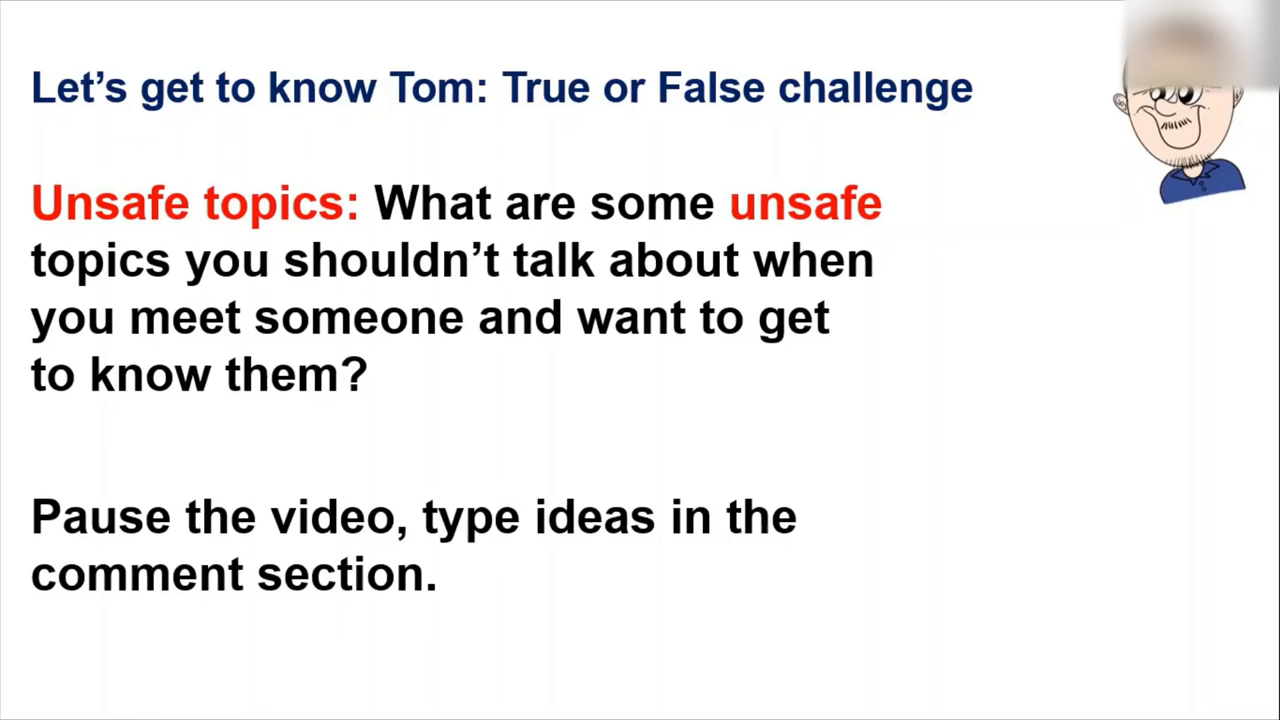 Let’s get to know Tom: True or False challenge
Unsafe topics: What are some unsafe
topics you shouldn’t talk about when
you meet someone and want to get
to know them?
Pause the video, type ideas in the
comment section.